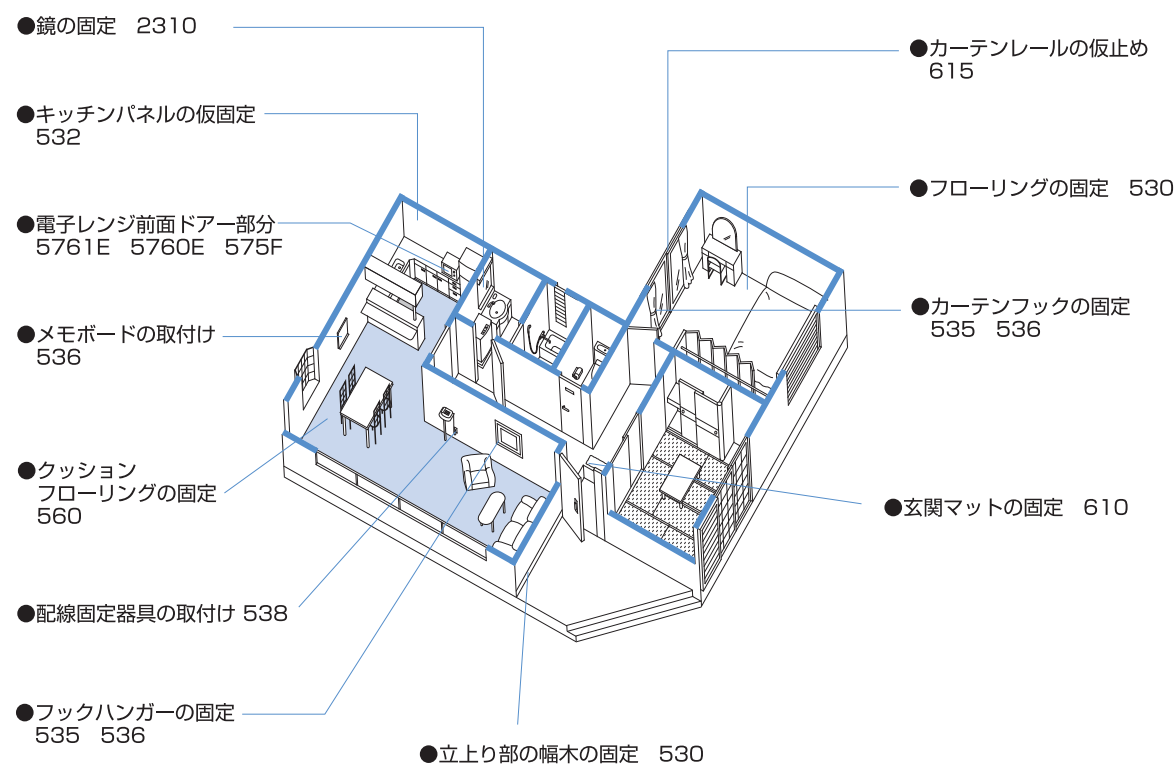 ●鏡の固定　2310
●キッチンパネルの仮固定
532
●電子レンジ前面ドアー部分
5761E　5760E　575F
●メモボードの取付け
536
●クッション
フローリングの固定
560
●配線固定器具の取付け 538
●フックハンガーの固定
535　536
●立上り部の幅木の固定　530
●カーテンレールの仮止め
615
●フローリングの固定　530
●カーテンフックの固定
535　536
●玄関マットの固定　610